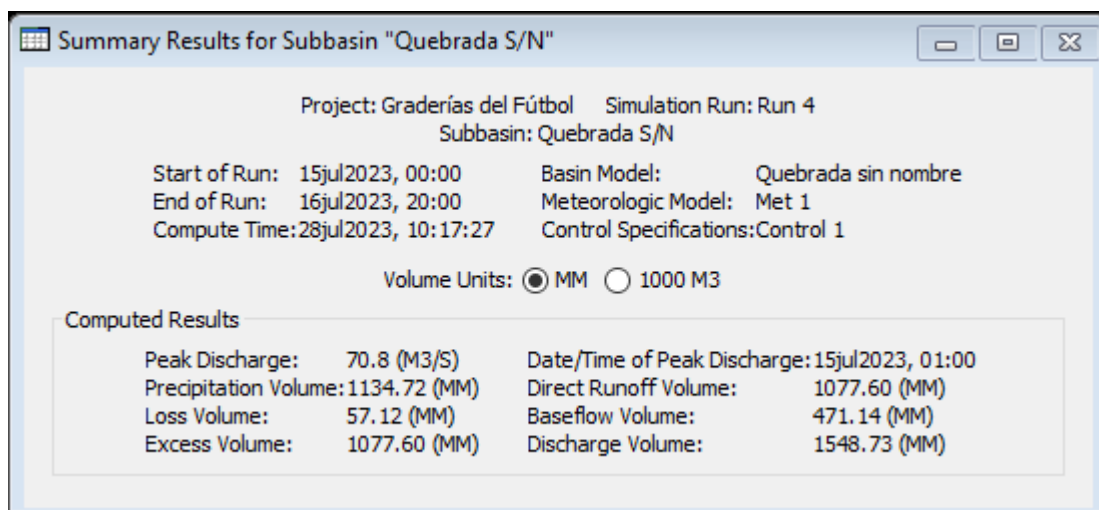 Summary Results for Subbasin "Quebrada S/N"
Project: Graderías del Fútbol Simulation Run: Run 4
Subbasin: Quebrada S/N
Start of Run: 15jul2023, 00:00 Basin Model: Quebrada sin nombre
End of Run: 16jul2023, 20:00 Meteorologic Model: Met 1
Compute Time:28jul2023, 10:17:27 Control Specifications:Control 1
Volume Units: MM 1000 M3
Computed Results
Peak Discharge: 70.8 (M3/S) Date/Time of Peak Discharge:15jul2023, 01:00
Precipitation Volume:1134.72 (MM) Direct Runoff Volume: 1077.60 (MM)
Loss Volume: 57.12 (MM) Baseflow Volume: 471.14 (MM)
Excess Volume: 1077.60 (MM) Discharge Volume: 1548.73 (MM)